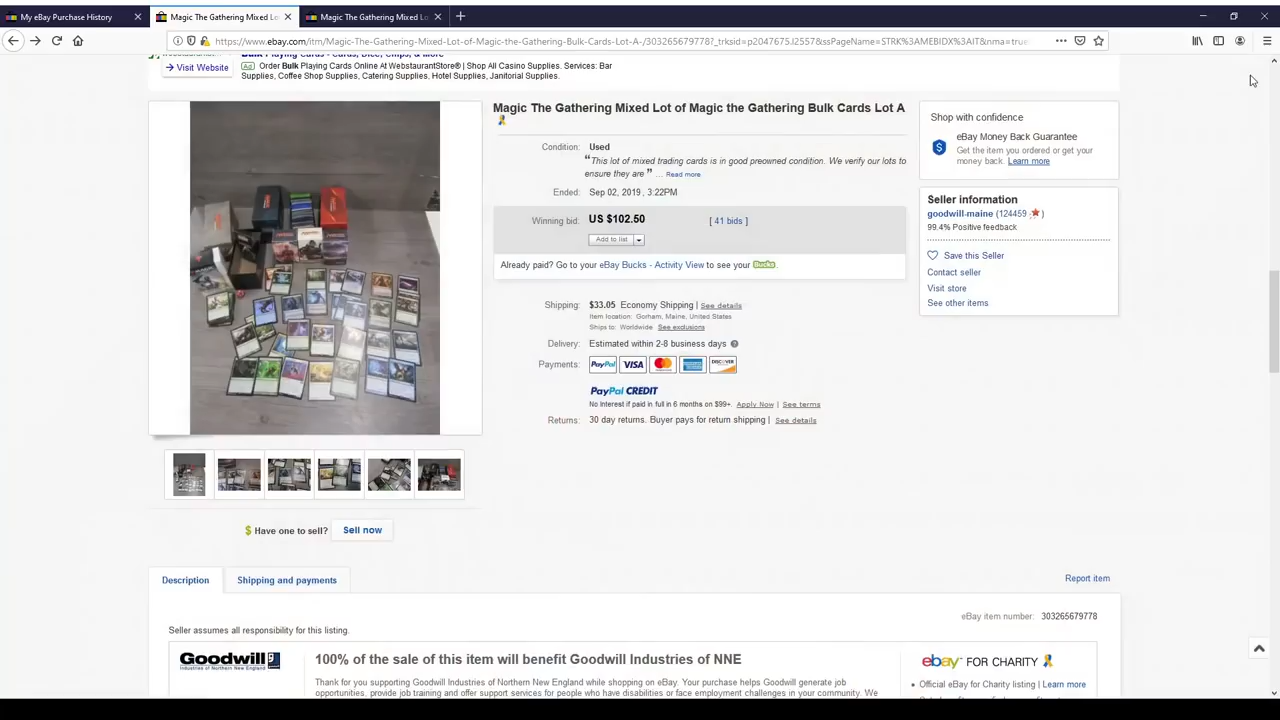 My eBay Purchase History
Magic The Gathering Mixed Lo
Magic The Gathering Mixed Lo
https://www.ebay.com/itm/Magic-The-Gathering-Mixed-Lot-of-Magic-the-Gathering-Bulk-Cards-Lot-A-/303265679778?_trksid=p2047675.l2557&ssPageName=STRK%3AMEBIDX%3AIT&nma=true
Visit Website
Ad Order Bulk Playing Cards Online At WebstaurantStore® | Shop All Casino Supplies. Services: Bar
Supplies, Coffee Shop Supplies, Catering Supplies, Hotel Supplies, Janitorial Supplies.
Magic The Gathering Mixed Lot of Magic the Gathering Bulk Cards Lot A
Condition: Used
"This lot of mixed trading cards is in good preowned condition. We verify our lots to
ensure they are " ... Read more
Ended: Sep 02, 2019 , 3:22PM
Winning bid: US $102.50 [ 41 bids ]
Add to list
Already paid? Go to your eBay Bucks - Activity View to see your Bucks.
Shipping: $33.05 Economy Shipping | See details
Item location: Gorham, Maine, United States
Ships to: Worldwide See exclusions
Delivery: Estimated within 2-8 business days
Payments: PayPal VISA MasterCard AMERICAN EXPRESS DISCOVER
PayPal CREDIT
No Interest if paid in full in 6 months on $99+. Apply Now | See terms
Returns: 30 day returns. Buyer pays for return shipping | See details
Shop with confidence
eBay Money Back Guarantee
Get the item you ordered or get your
money back. Learn more
Seller information
goodwill-maine (124459 )
99.4% Positive feedback
Save this Seller
Contact seller
Visit store
See other items
$ Have one to sell? Sell now
Description
Shipping and payments
Report item
eBay item number: 303265679778
Seller assumes all responsibility for this listing.
Goodwill
Industries of Northern New England
100% of the sale of this item will benefit Goodwill Industries of NNE
Thank you for supporting Goodwill Industries of Northern New England while shopping on eBay. Your purchase helps Goodwill generate job
opportunities, provide job training and offer support services for people who have disabilities or face employment challenges in your community. We
ebay FOR CHARITY
Official eBay for Charity listing | Learn more